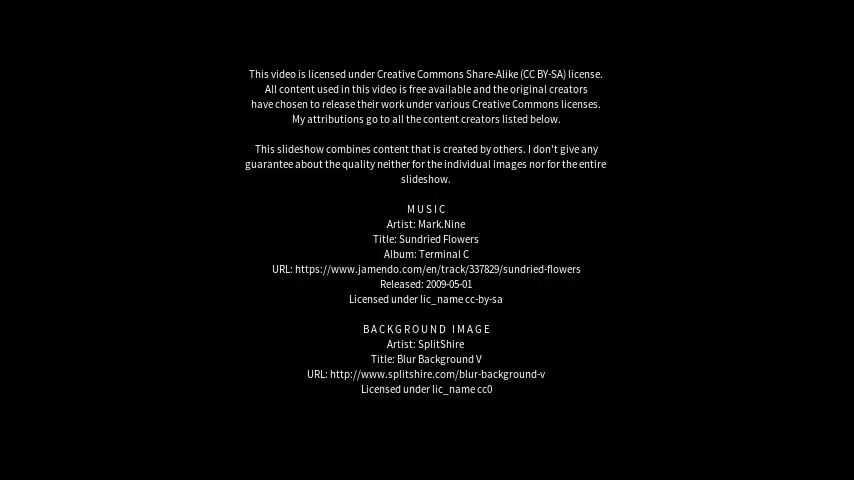 This video is licensed under Creative Commons Share-Alike (CC BY-SA) license.
All content used in this video is free available and the original creators
have chosen to release their work under various Creative Commons licenses.
My attributions go to all the content creators listed below.
This slideshow combines content that is created by others. I don't give any
guarantee about the quality neither for the individual images nor for the entire
slideshow.
MUSIC
Artist: Mark.Nine
Title: Sundried Flowers
Album: Terminal C
URL: https://www.jamendo.com/en/track/337829/sundried-flowers
Released: 2009-05-01
Licensed under lic_name cc-by-sa
BACKGROUND IMAGE
Artist: SplitShire
Title: Blur Background V
URL: http://www.splitshire.com/blur-background-v
Licensed under lic_name cc0